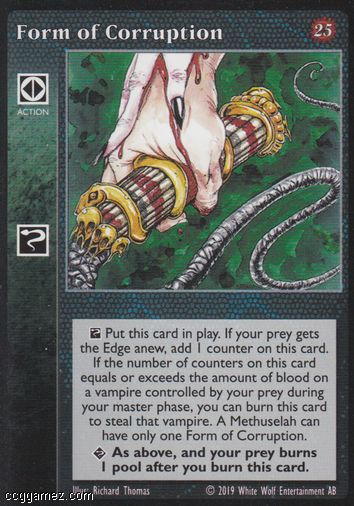 Form of Corruption
25
ACTION
Put this card in play. If your prey gets
the Edge anew, add 1 counter on this card.
If the number of counters on this card
equals or exceeds the amount of blood on
a vampire controlled by your prey during
your master phase, you can burn this card
to steal that vampire. A Methuselah can
have only one Form of Corruption.
As above, and your prey burns
1 pool after you burn this card.
Illus: Richard Thomas © 2019 White Wolf Entertainment AB
ccggamez.com